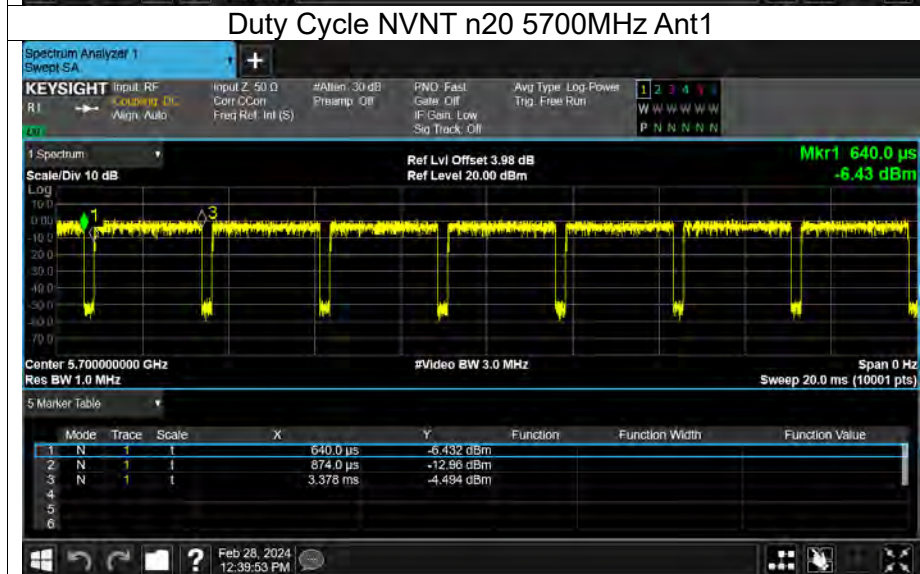 Duty Cycle NVNT n20 5700MHz Ant1
Spectrum Analyzer 1
Swept SA
+
KEYSIGHT Input: RF Input Z: 50 Ω #Atten: 30 dB PNO: Fast Avg Type: Log-Power 1 2 3 4 5 6
R L Coupling: DC Corr CCorr Preamp: Off Gate: Off Trig: Free Run W W W W W W
Align: Auto Freq Ref: Int (S) IF Gain: Low
Sig Track: Off P N N N N N
1 Spectrum
Ref Lvl Offset 3.98 dB Mkr1 640.0 µs
Scale/Div 10 dB Ref Level 20.00 dBm -6.43 dBm
Log
10.0
0.00
-10.0
-20.0
-30.0
-40.0
-50.0
-60.0
-70.0
1
3
Center 5.700000000 GHz #Video BW 3.0 MHz Span 0 Hz
Res BW 1.0 MHz Sweep 20.0 ms (10001 pts)
5 Marker Table
Mode Trace Scale X Y Function Function Width Function Value
1 N 1 t 640.0 µs -6.432 dBm
2 N 1 t 874.0 µs -12.96 dBm
3 N 1 t 3.378 ms -4.494 dBm
4
5
6
? Feb 28, 2024
12:39:53 PM